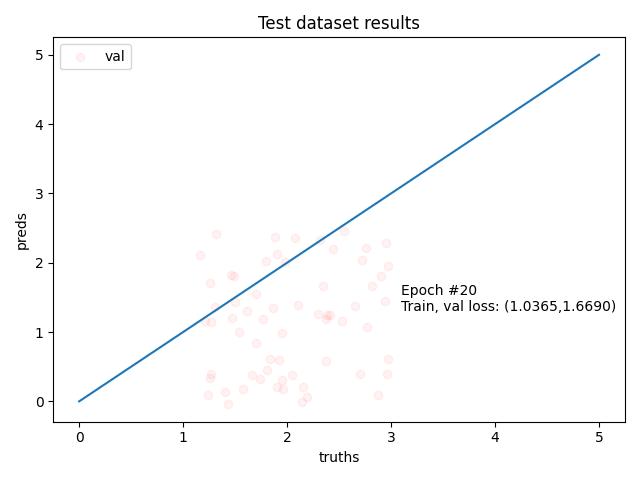 Test dataset results
val
5
4
3
2
1
0
preds
Epoch #20
Train, val loss: (1.0365,1.6690)
0 1 2 3 4 5
truths